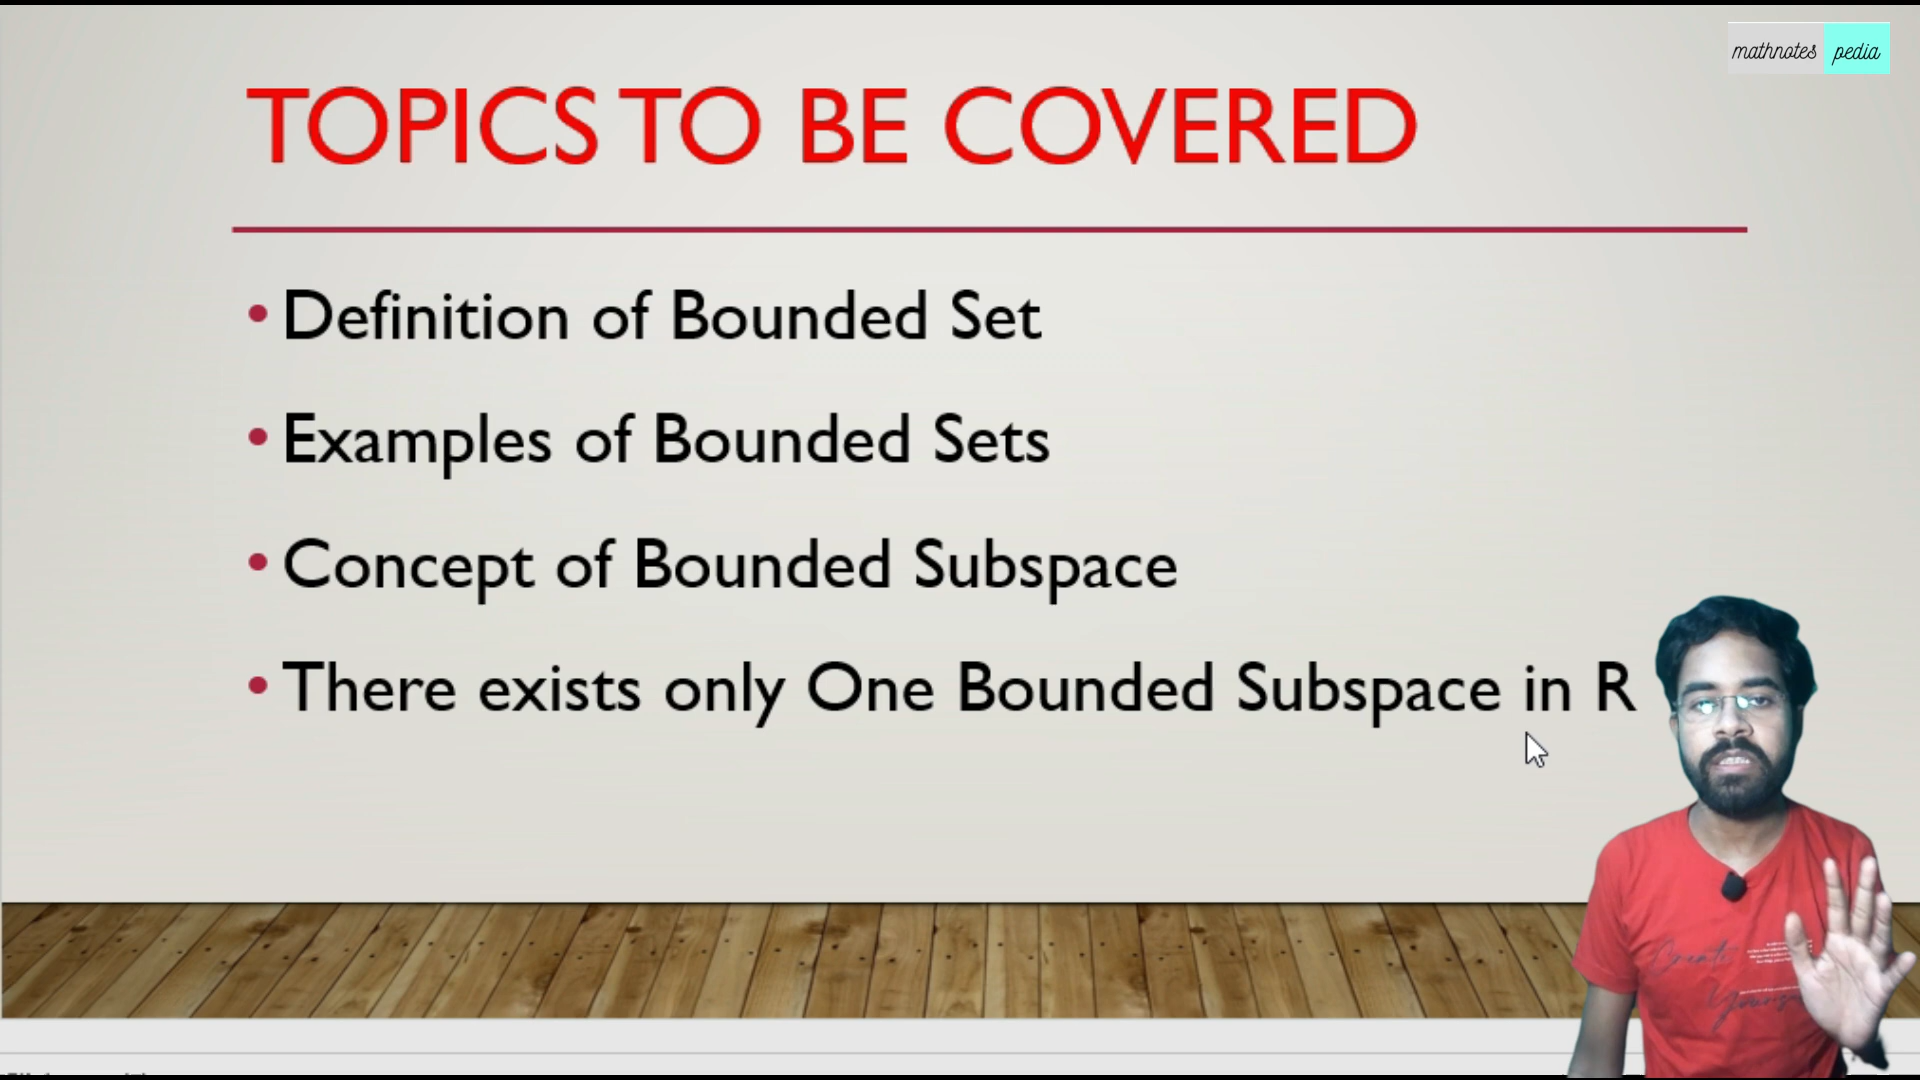 mathnotes pedia
TOPICS TO BE COVERED
• Definition of Bounded Set
• Examples of Bounded Sets
• Concept of Bounded Subspace
• There exists only One Bounded Subspace in R
Create